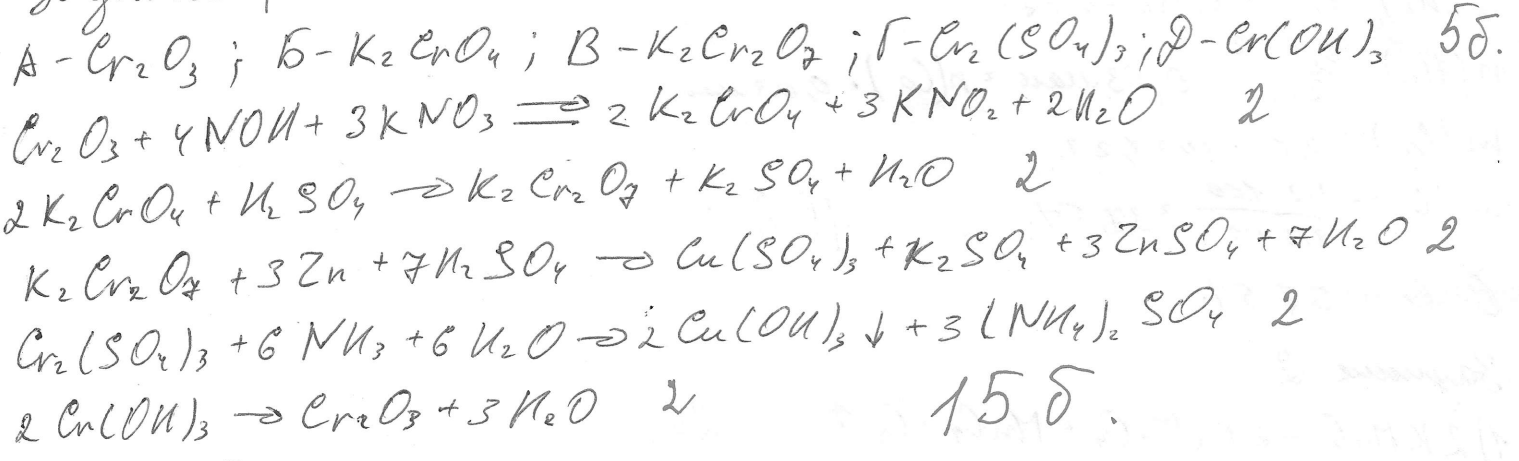 А - Cr₂O₃ ; Б - K₂CrO₄ ; В - K₂Cr₂O₇ ; Г - Cr₂(SO₄)₃ ; Д - Cr(OH)₃ 5б.
Cr₂O₃ + 4NOH + 3KNO₃ = 2K₂CrO₄ + 3KNO₂ + 2H₂O 2
2K₂CrO₄ + H₂SO₄ → K₂Cr₂O₇ + K₂SO₄ + H₂O 2
K₂Cr₂O₇ + 3Zn + 7H₂SO₄ → Cu(SO₄)₃ + K₂SO₄ + 3ZnSO₄ + 7H₂O 2
Cr₂(SO₄)₃ + 6NH₃ + 6H₂O → 2Cu(OH)₃↓ + 3(NH₄)₂SO₄ 2
2Cr(OH)₃ → Cr₂O₃ + 3H₂O 2 15б.